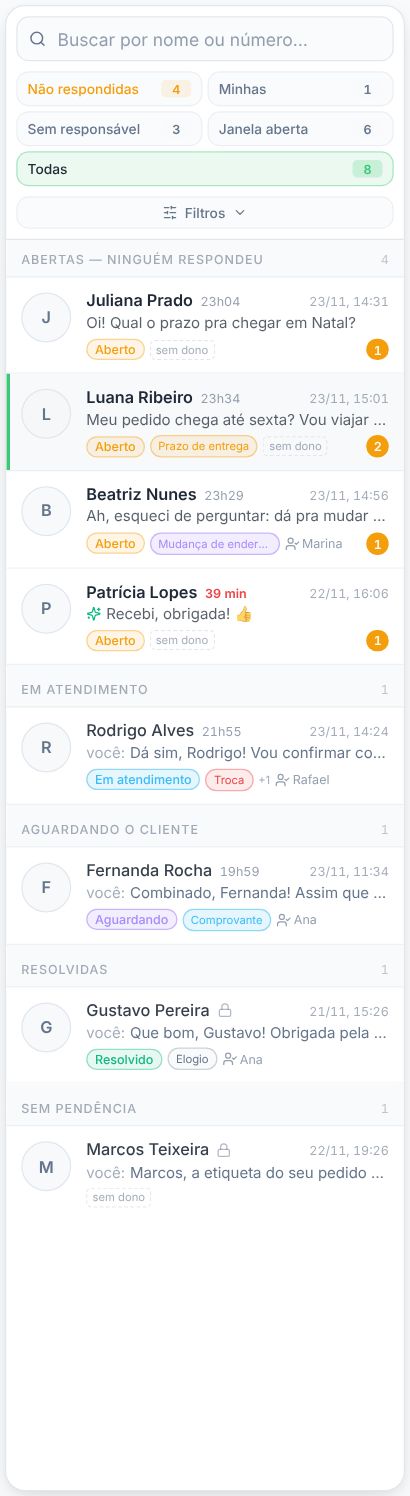 Buscar por nome ou número...
Não respondidas 4 Minhas 1
Sem responsável 3 Janela aberta 6
Todas 8
Filtros
ABERTAS — NINGUÉM RESPONDEU 4
J Juliana Prado 23h04 23/11, 14:31
Oi! Qual o prazo pra chegar em Natal?
Aberto sem dono 1
L Luana Ribeiro 23h34 23/11, 15:01
Meu pedido chega até sexta? Vou viajar ...
Aberto Prazo de entrega sem dono 2
B Beatriz Nunes 23h29 23/11, 14:56
Ah, esqueci de perguntar: dá pra mudar ...
Aberto Mudança de ender... Marina 1
P Patrícia Lopes 39 min 22/11, 16:06
Recebi, obrigada! 👍
Aberto sem dono 1
EM ATENDIMENTO 1
R Rodrigo Alves 21h55 23/11, 14:24
você: Dá sim, Rodrigo! Vou confirmar co...
Em atendimento Troca +1 Rafael
AGUARDANDO O CLIENTE 1
F Fernanda Rocha 19h59 23/11, 11:34
você: Combinado, Fernanda! Assim que ...
Aguardando Comprovante Ana
RESOLVIDAS 1
G Gustavo Pereira 21/11, 15:26
você: Que bom, Gustavo! Obrigada pela ...
Resolvido Elogio Ana
SEM PENDÊNCIA 1
M Marcos Teixeira 22/11, 19:26
você: Marcos, a etiqueta do seu pedido ...
sem dono